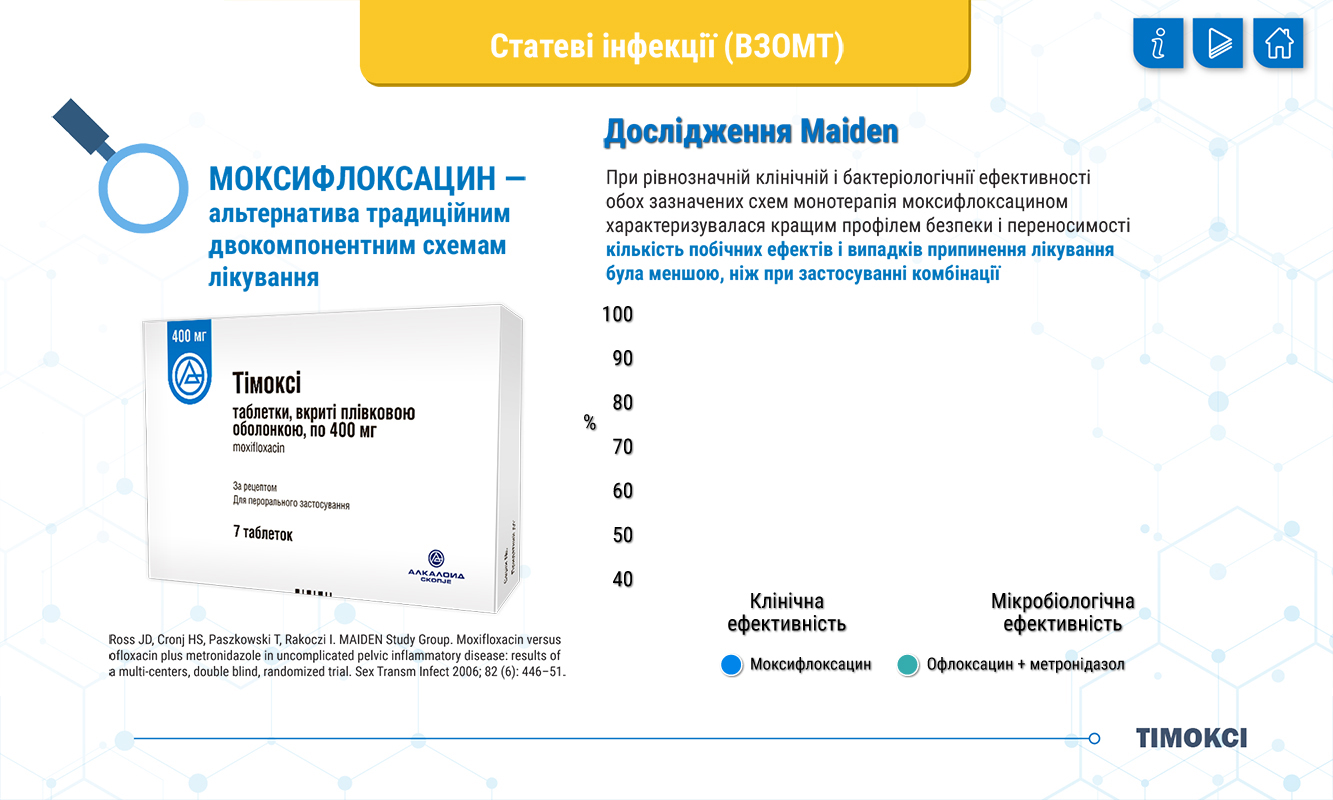 Статеві інфекції (ВЗОМТ)
МОКСИФЛОКСАЦИН —
альтернатива традиційним
двокомпонентним схемам
лікування
400 мг
Тімоксі
таблетки, вкриті плівковою
оболонкою, по 400 мг
moxifloxacin
За рецептом
Для перорального застосування
7 таблеток
АЛКАЛОИД
СКОПЈЕ
Ross JD, Cronj HS, Paszkowski T, Rakoczi I. MAIDEN Study Group. Moxifloxacin versus
ofloxacin plus metronidazole in uncomplicated pelvic inflammatory disease: results of
a multi-centers, double blind, randomized trial. Sex Transm Infect 2006; 82 (6): 446–51.
Дослідження Maiden
При рівнозначній клінічній і бактеріологічнії ефективності
обох зазначених схем монотерапія моксифлоксацином
характеризувалася кращим профілем безпеки і переносимості
кількість побічних ефектів і випадків припинення лікування
була меншою, ніж при застосуванні комбінації
100
90
80
%
70
60
50
40
Клінічна
ефективність
Мікробіологічна
ефективність
Моксифлоксацин
Офлоксацин + метронідазол
ТІМОКСІ